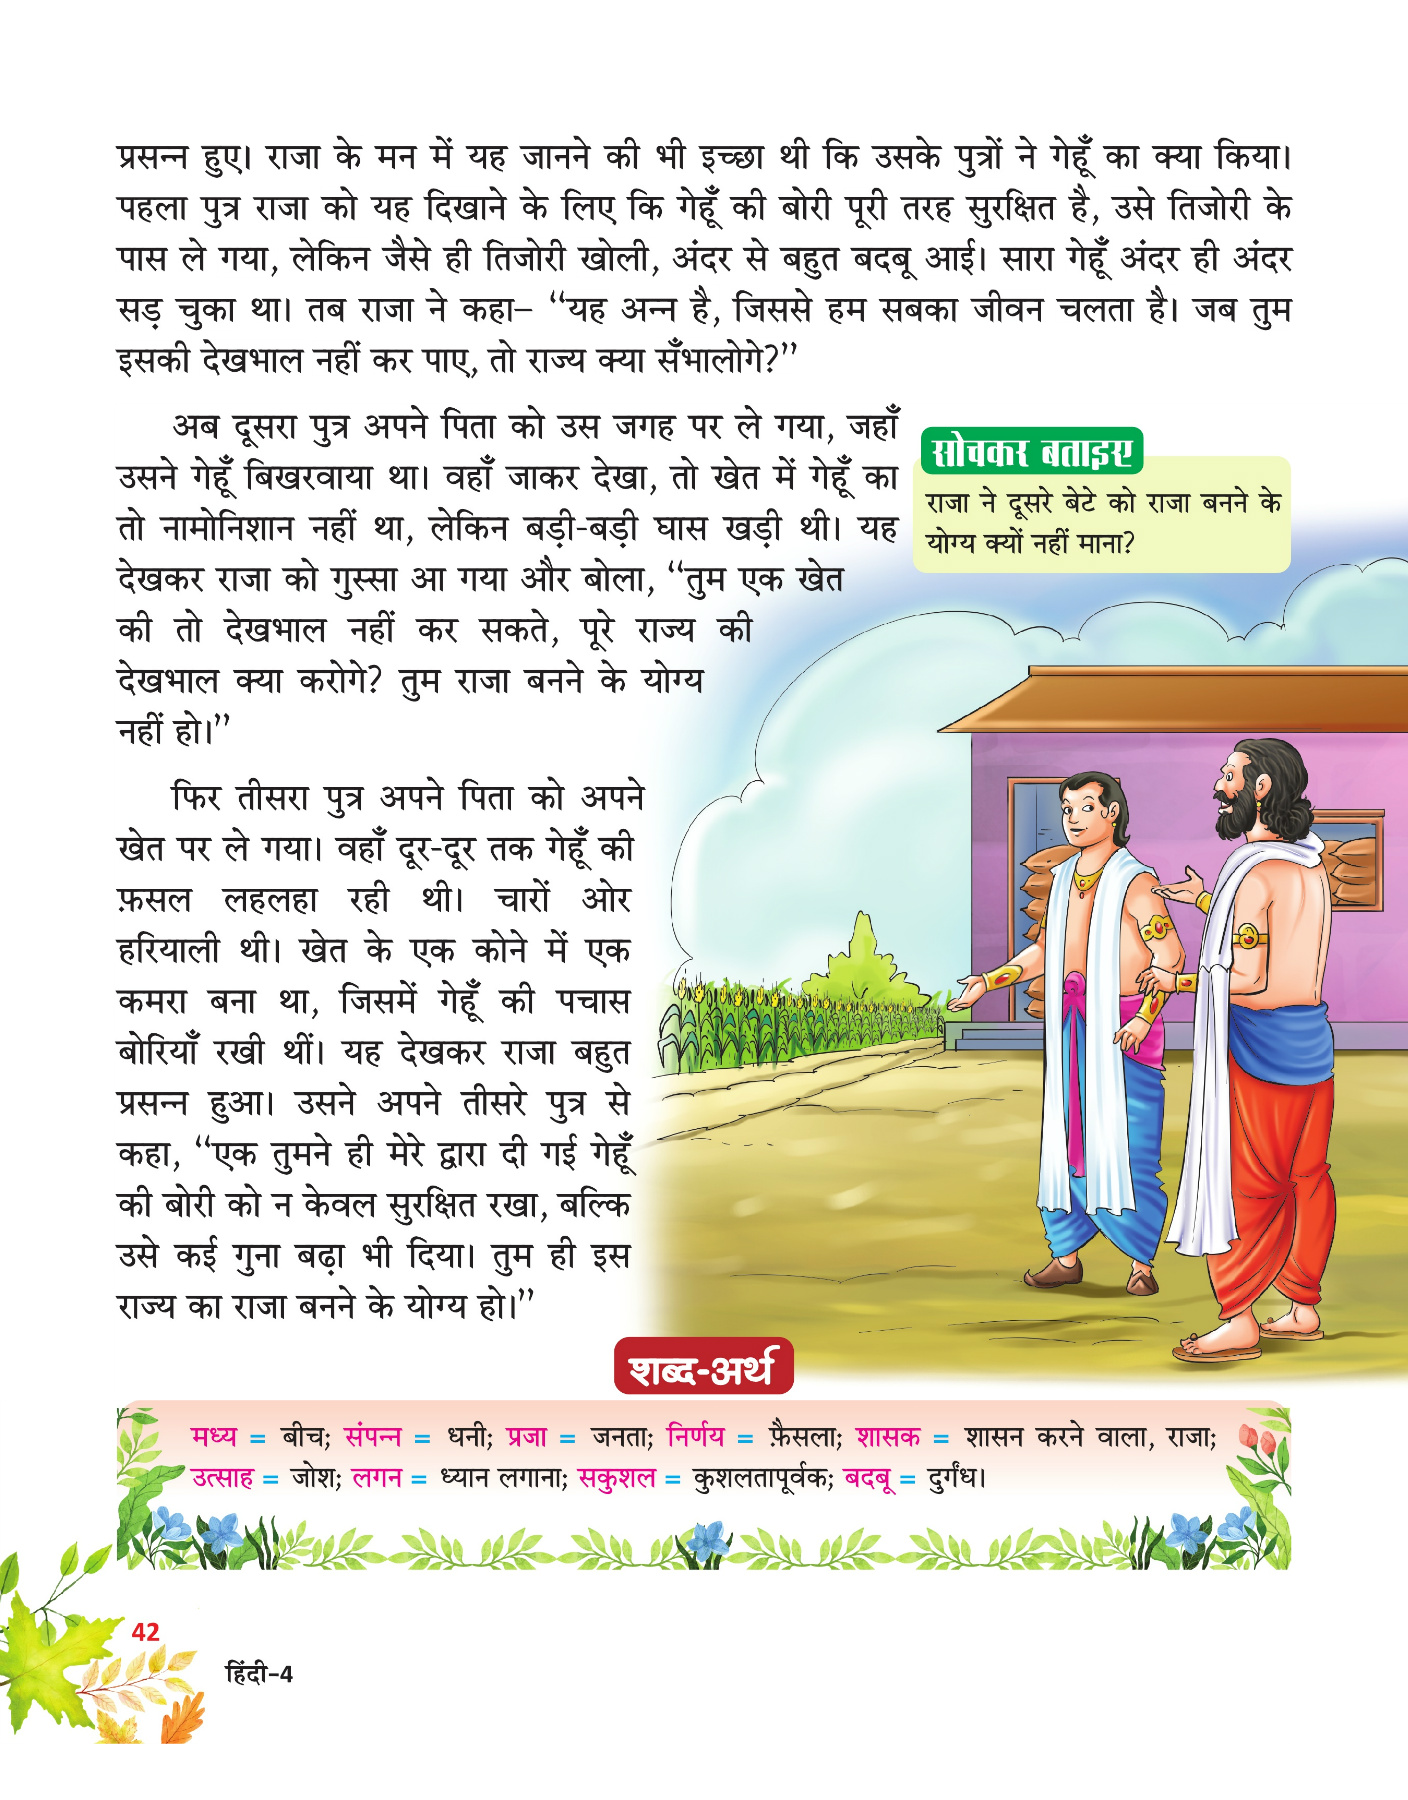 प्रसन्न हुए। राजा के मन में यह जानने की भी इच्छा थी कि उसके पुत्रों ने गेहूँ का क्या किया।
पहला पुत्र राजा को यह दिखाने के लिए कि गेहूँ की बोरी पूरी तरह सुरक्षित है, उसे तिजोरी के
पास ले गया, लेकिन जैसे ही तिजोरी खोली, अंदर से बहुत बदबू आई। सारा गेहूँ अंदर ही अंदर
सड़ चुका था। तब राजा ने कहा– “यह अन्न है, जिससे हम सबका जीवन चलता है। जब तुम
इसकी देखभाल नहीं कर पाए, तो राज्य क्या सँभालोगे?”
अब दूसरा पुत्र अपने पिता को उस जगह पर ले गया, जहाँ
उसने गेहूँ बिखरवाया था। वहाँ जाकर देखा, तो खेत में गेहूँ का
तो नामोनिशान नहीं था, लेकिन बड़ी-बड़ी घास खड़ी थी। यह
देखकर राजा को गुस्सा आ गया और बोला, “तुम एक खेत
की तो देखभाल नहीं कर सकते, पूरे राज्य की
देखभाल क्या करोगे? तुम राजा बनने के योग्य
नहीं हो।”
सोचकर बताइए
राजा ने दूसरे बेटे को राजा बनने के
योग्य क्यों नहीं माना?
फिर तीसरा पुत्र अपने पिता को अपने
खेत पर ले गया। वहाँ दूर-दूर तक गेहूँ की
फ़सल लहलहा रही थी। चारों ओर
हरियाली थी। खेत के एक कोने में एक
कमरा बना था, जिसमें गेहूँ की पचास
बोरियाँ रखी थीं। यह देखकर राजा बहुत
प्रसन्न हुआ। उसने अपने तीसरे पुत्र से
कहा, “एक तुमने ही मेरे द्वारा दी गई गेहूँ
की बोरी को न केवल सुरक्षित रखा, बल्कि
उसे कई गुना बढ़ा भी दिया। तुम ही इस
राज्य का राजा बनने के योग्य हो।”
शब्द-अर्थ
मध्य = बीच; संपन्न = धनी; प्रजा = जनता; निर्णय = फ़ैसला; शासक = शासन करने वाला, राजा;
उत्साह = जोश; लगन = ध्यान लगाना; सकुशल = कुशलतापूर्वक; बदबू = दुर्गंध।
42
हिंदी–4